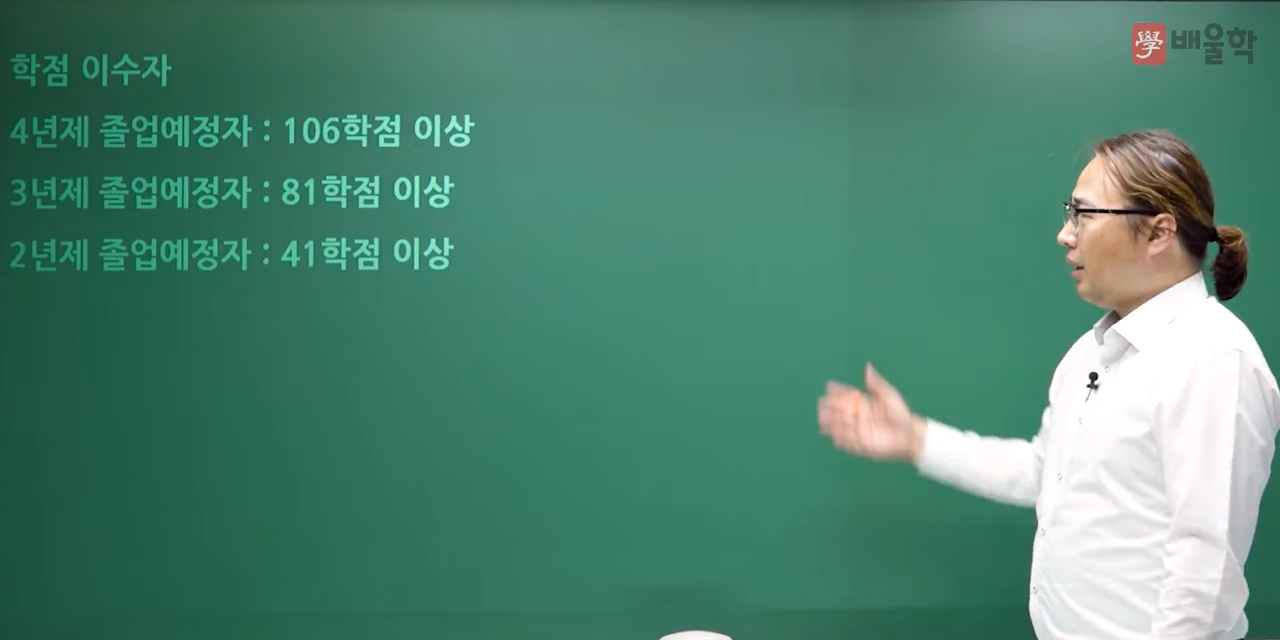 學 배울학
학점 이수자
4년제 졸업예정자 : 106학점 이상
3년제 졸업예정자 : 81학점 이상
2년제 졸업예정자 : 41학점 이상